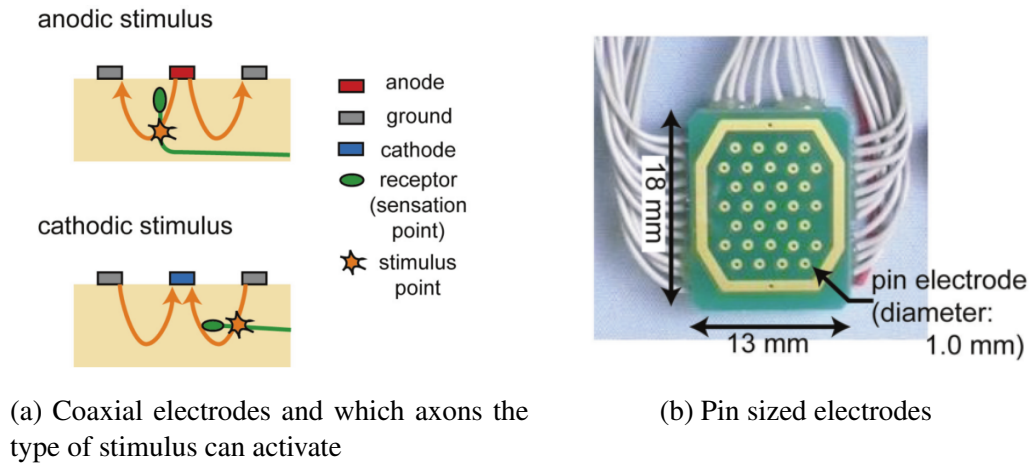 anodic stimulus
anode
ground
cathode
receptor
(sensation
point)
stimulus
point
cathodic stimulus
18 mm
13 mm
pin electrode
(diameter:
1.0 mm)
(a) Coaxial electrodes and which axons the
type of stimulus can activate
(b) Pin sized electrodes